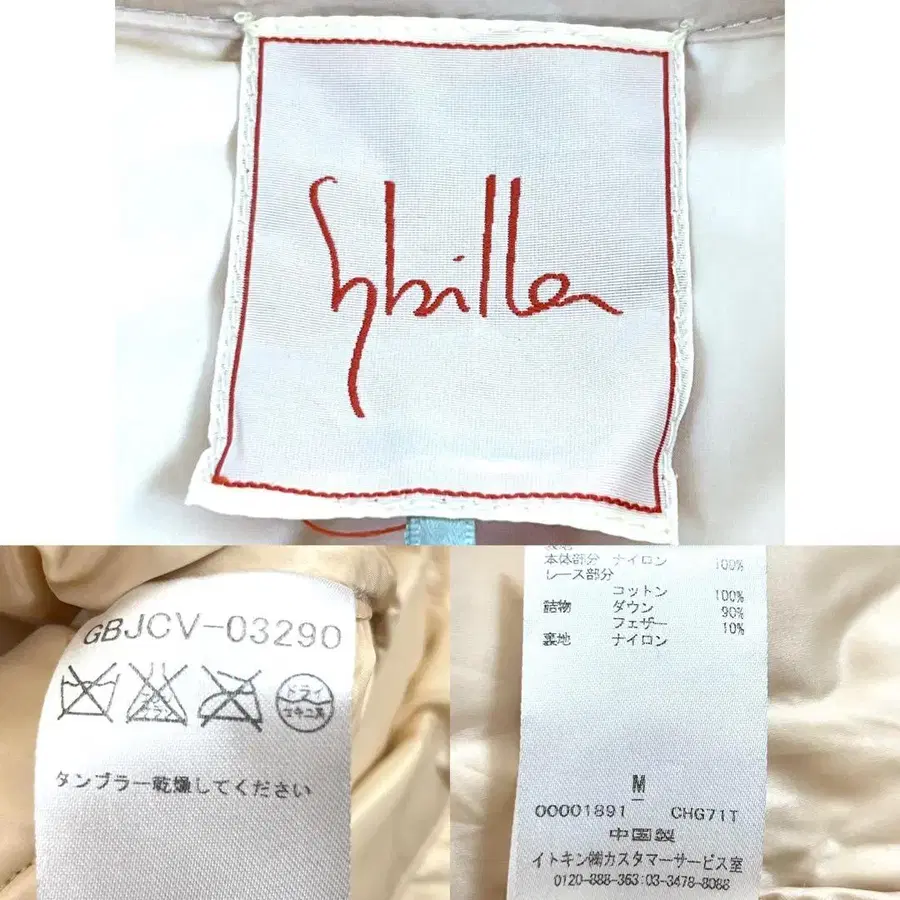 Sybilla
GBJCV-03290
ドライ
セキユ系
タンブラー乾燥してください
本体部分 ナイロン 100%
レース部分
コットン 100%
詰物 ダウン 90%
フェザー 10%
裏地 ナイロン
M
00001891 CHG71T
中国製
イトキン㈱カスタマーサービス室
0120-888-363:03-3478-8088